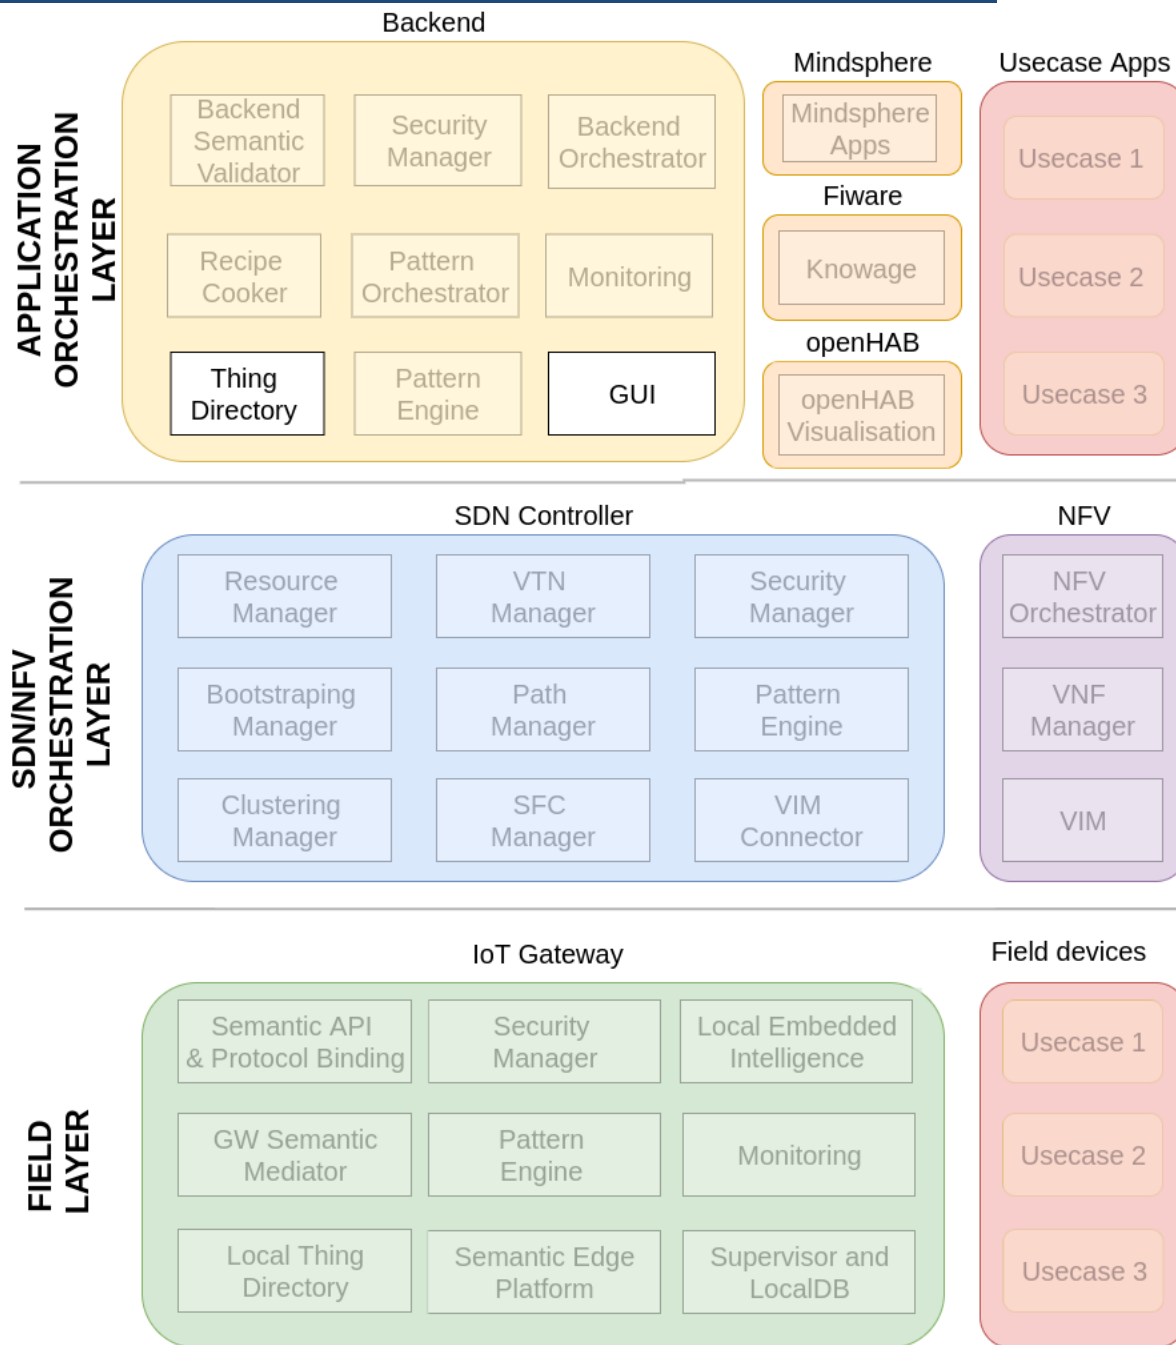 Backend
Mindsphere
Usecase Apps
APPLICATION
ORCHESTRATION
LAYER
Backend
Semantic
Validator
Security
Manager
Backend
Orchestrator
Mindsphere
Apps
Usecase 1
Fiware
Recipe
Cooker
Pattern
Orchestrator
Monitoring
Knowage
Usecase 2
openHAB
Thing
Directory
Pattern
Engine
GUI
openHAB
Visualisation
Usecase 3
SDN Controller
NFV
SDN/NFV
ORCHESTRATION
LAYER
Resource
Manager
VTN
Manager
Security
Manager
NFV
Orchestrator
Bootstraping
Manager
Path
Manager
Pattern
Engine
VNF
Manager
Clustering
Manager
SFC
Manager
VIM
Connector
VIM
IoT Gateway
Field devices
FIELD
LAYER
Semantic API
& Protocol Binding
Security
Manager
Local Embedded
Intelligence
Usecase 1
GW Semantic
Mediator
Pattern
Engine
Monitoring
Usecase 2
Local Thing
Directory
Semantic Edge
Platform
Supervisor and
LocalDB
Usecase 3